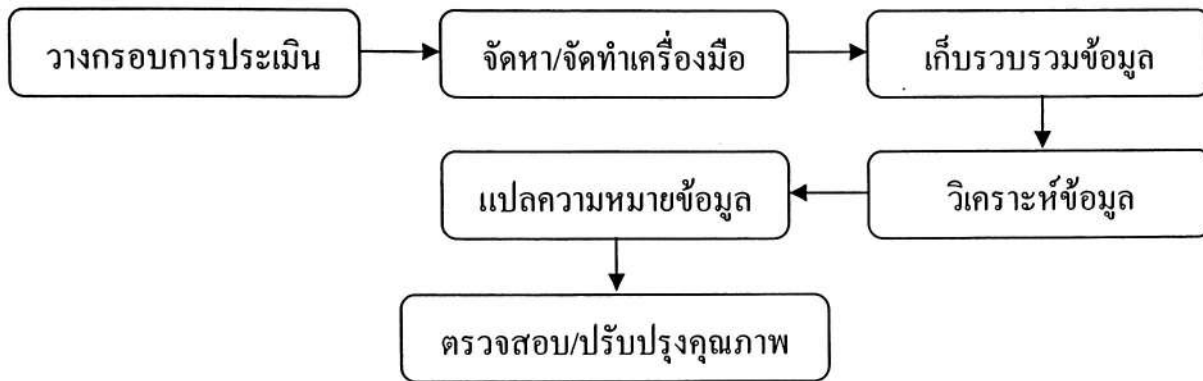 วางกรอบการประเมิน
จัดหา/จัดทำเครื่องมือ
เก็บรวบรวมข้อมูล
วิเคราะห์ข้อมูล
แปลความหมายข้อมูล
ตรวจสอบ/ปรับปรุงคุณภาพ